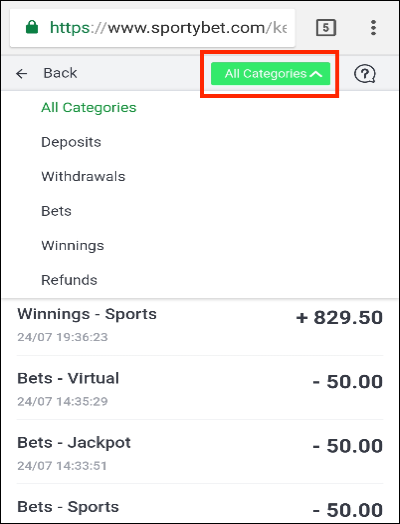 https://www.sportybet.com/ke
5
Back
All Categories
All Categories
Deposits
Withdrawals
Bets
Winnings
Refunds
Winnings - Sports
+ 829.50
24/07 19:36:23
Bets - Virtual
- 50.00
24/07 14:35:29
Bets - Jackpot
- 50.00
24/07 14:33:51
Bets - Sports
- 50.00